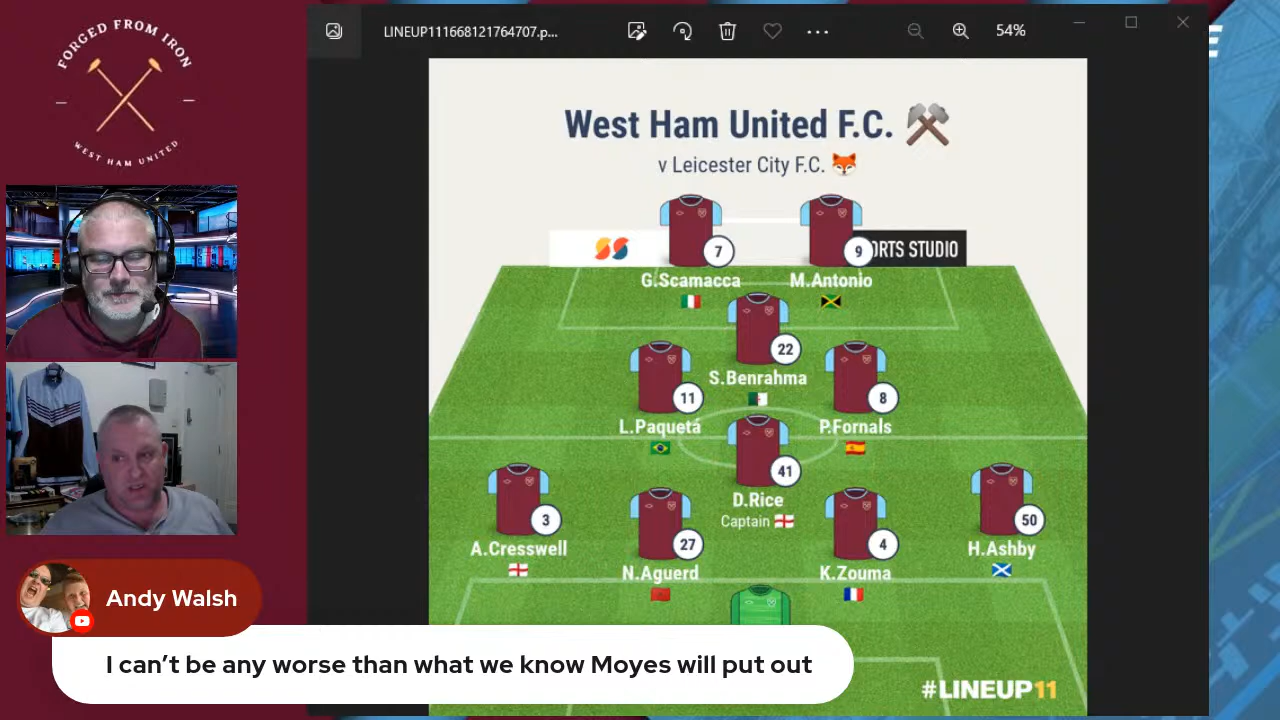 FORGED FROM IRON
WEST HAM UNITED
LINEUP111668121764707.p...
54%
E
West Ham United F.C.
v Leicester City F.C.
ORTS STUDIO
7
9
G.Scamacca
M.Antonio
22
S.Benrahma
11
8
L.Paquetá
P.Fornals
41
D.Rice
Captain
3
50
A.Cresswell
H.Ashby
27
4
N.Aguerd
K.Zouma
Andy Walsh
I can’t be any worse than what we know Moyes will put out
#LINEUP11